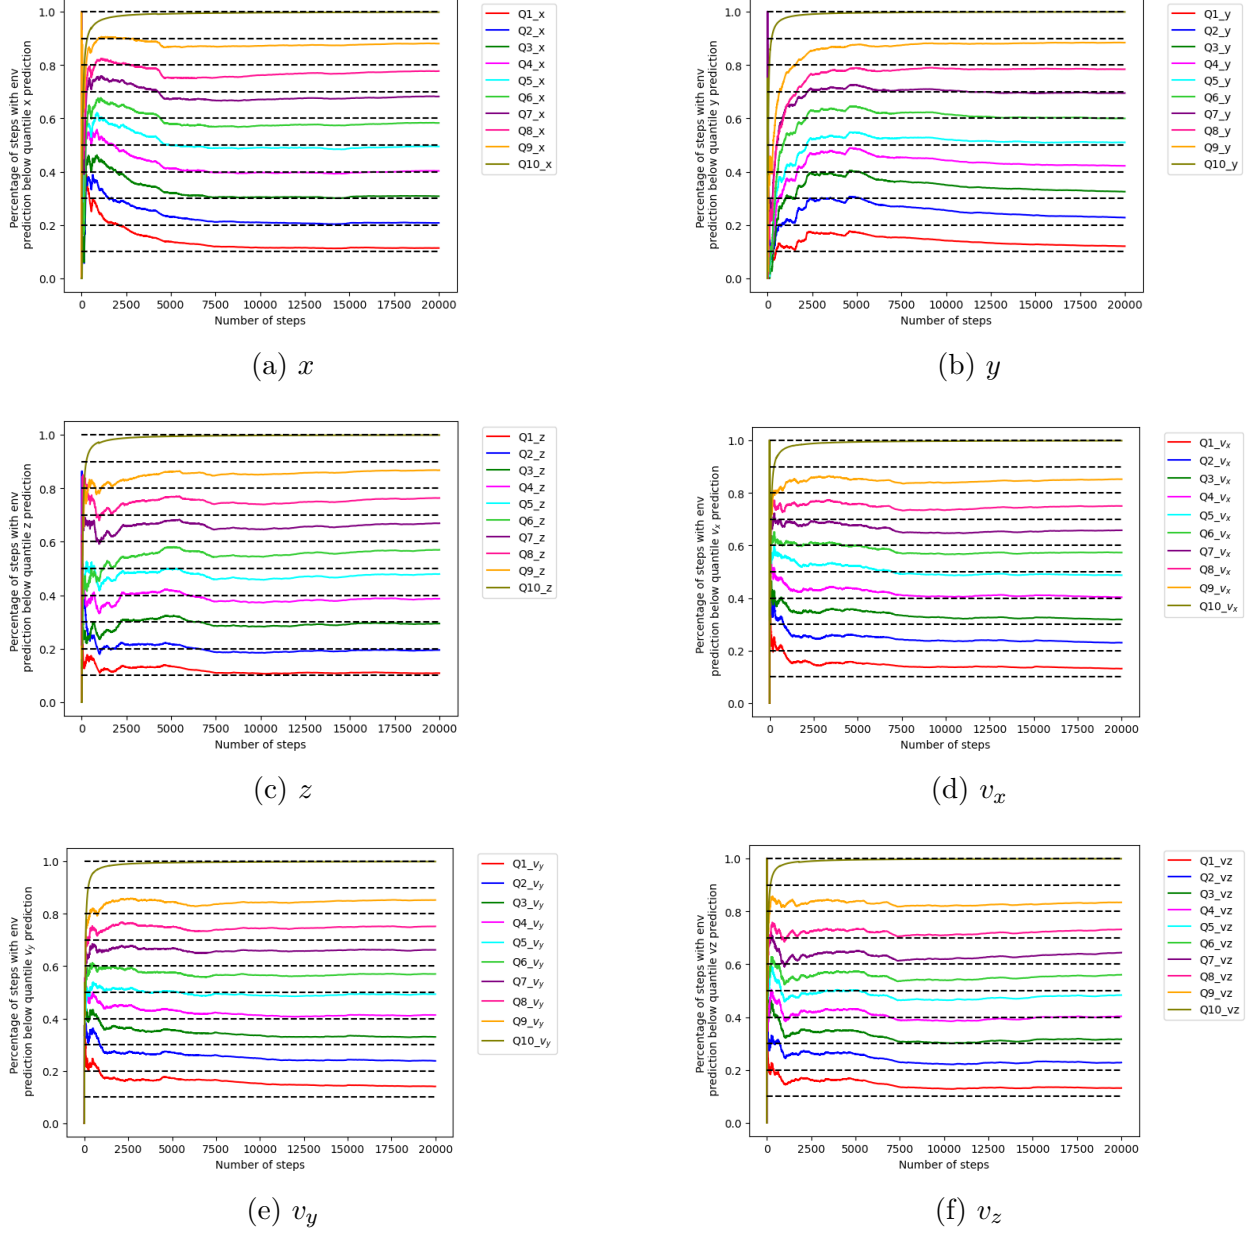 Percentage of steps with env
prediction below quantile x prediction
1.0
0.8
0.6
0.4
0.2
0.0
0 2500 5000 7500 10000 12500 15000 17500 20000
Number of steps
Q1_x
Q2_x
Q3_x
Q4_x
Q5_x
Q6_x
Q7_x
Q8_x
Q9_x
Q10_x
(a) x
Percentage of steps with env
prediction below quantile y prediction
1.0
0.8
0.6
0.4
0.2
0.0
0 2500 5000 7500 10000 12500 15000 17500 20000
Number of steps
Q1_y
Q2_y
Q3_y
Q4_y
Q5_y
Q6_y
Q7_y
Q8_y
Q9_y
Q10_y
(b) y
Percentage of steps with env
prediction below quantile z prediction
1.0
0.8
0.6
0.4
0.2
0.0
0 2500 5000 7500 10000 12500 15000 17500 20000
Number of steps
Q1_z
Q2_z
Q3_z
Q4_z
Q5_z
Q6_z
Q7_z
Q8_z
Q9_z
Q10_z
(c) z
Percentage of steps with env
prediction below quantile v_x prediction
1.0
0.8
0.6
0.4
0.2
0.0
0 2500 5000 7500 10000 12500 15000 17500 20000
Number of steps
Q1_v_x
Q2_v_x
Q3_v_x
Q4_v_x
Q5_v_x
Q6_v_x
Q7_v_x
Q8_v_x
Q9_v_x
Q10_v_x
(d) v_x
Percentage of steps with env
prediction below quantile v_y prediction
1.0
0.8
0.6
0.4
0.2
0.0
0 2500 5000 7500 10000 12500 15000 17500 20000
Number of steps
Q1_v_y
Q2_v_y
Q3_v_y
Q4_v_y
Q5_v_y
Q6_v_y
Q7_v_y
Q8_v_y
Q9_v_y
Q10_v_y
(e) v_y
Percentage of steps with env
prediction below quantile vz prediction
1.0
0.8
0.6
0.4
0.2
0.0
0 2500 5000 7500 10000 12500 15000 17500 20000
Number of steps
Q1_vz
Q2_vz
Q3_vz
Q4_vz
Q5_vz
Q6_vz
Q7_vz
Q8_vz
Q9_vz
Q10_vz
(f) v_z